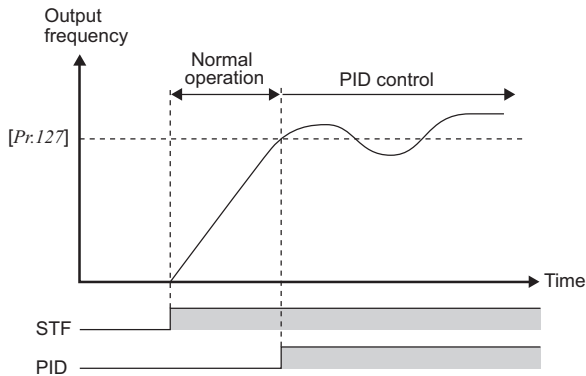 Output
frequency
Normal
operation
PID control
[Pr.127]
Time
STF
PID